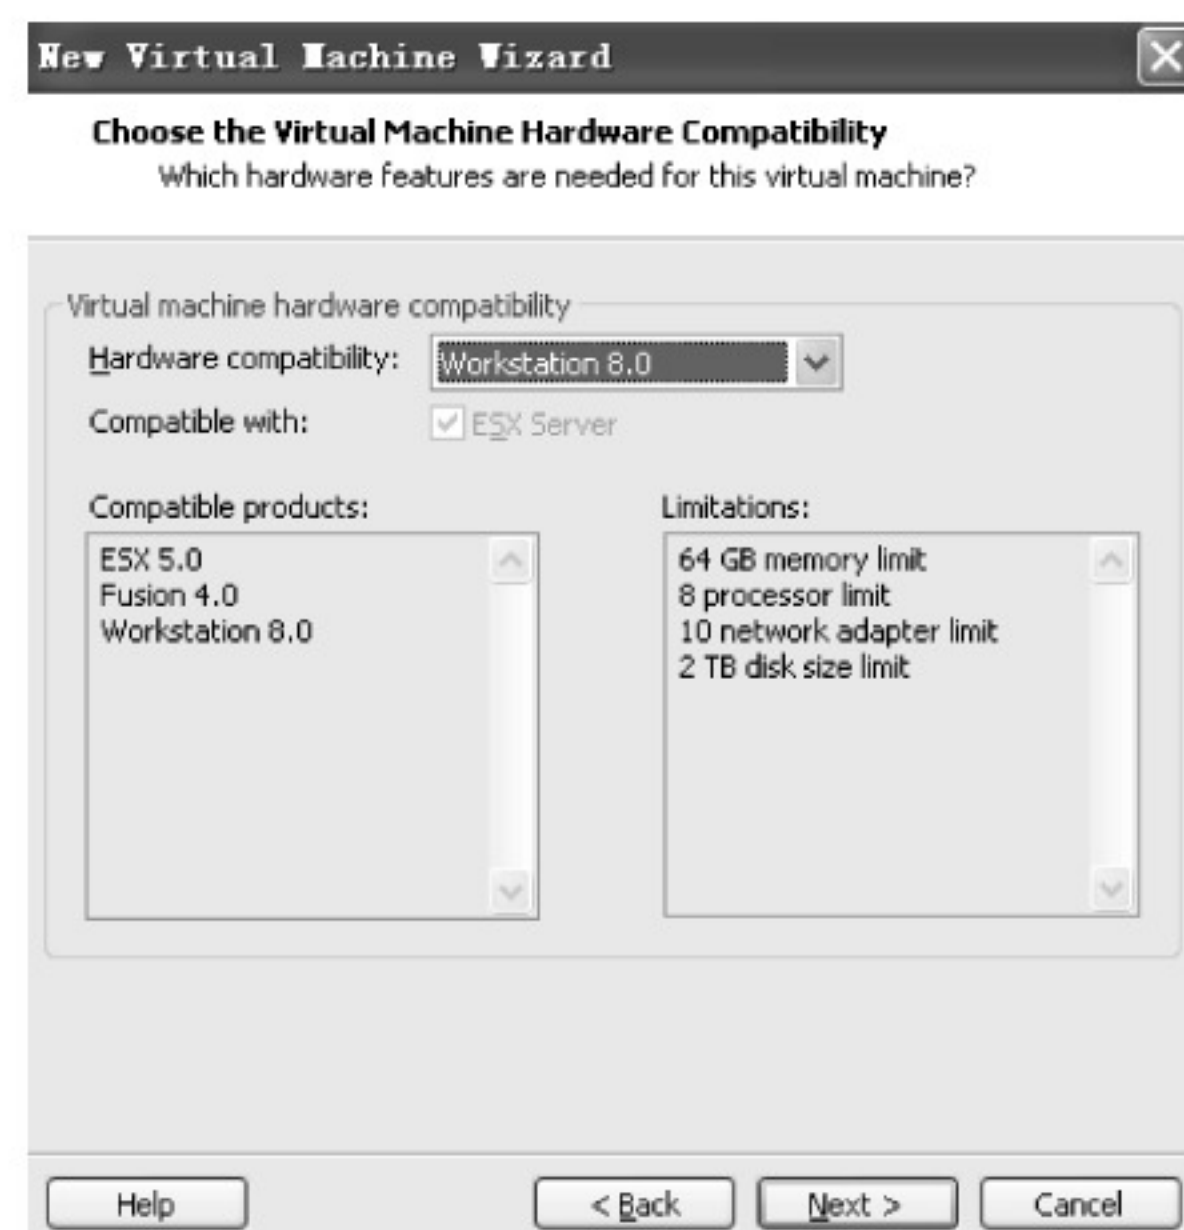 New Virtual Machine Wizard
Choose the Virtual Machine Hardware Compatibility
Which hardware features are needed for this virtual machine?
Virtual machine hardware compatibility
Hardware compatibility: Workstation 8.0
Compatible with: ESX Server
Compatible products:
ESX 5.0
Fusion 4.0
Workstation 8.0
Limitations:
64 GB memory limit
8 processor limit
10 network adapter limit
2 TB disk size limit
Help < Back Next > Cancel